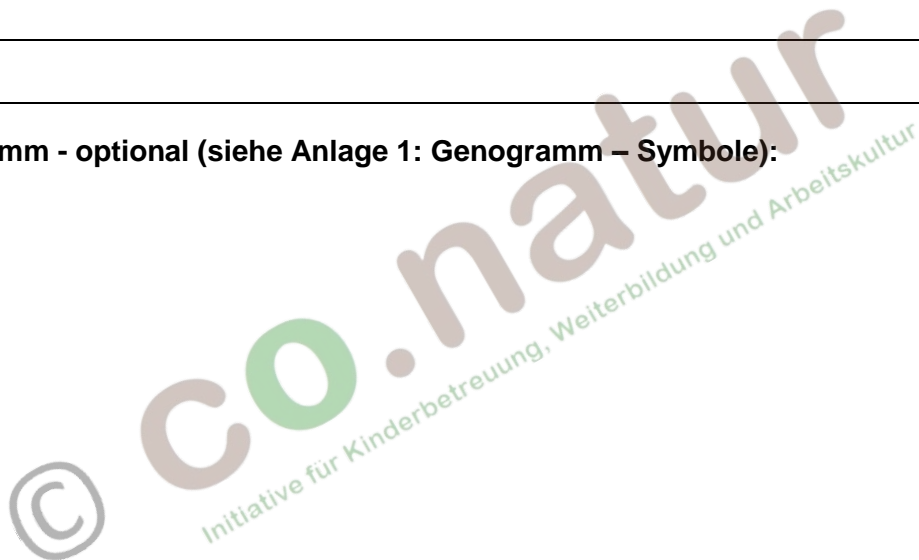 mm - optional (siehe Anlage 1: Genogramm – Symbole):
co.natur
Initiative für Kinderbetreuung, Weiterbildung und Arbeitskultur
©